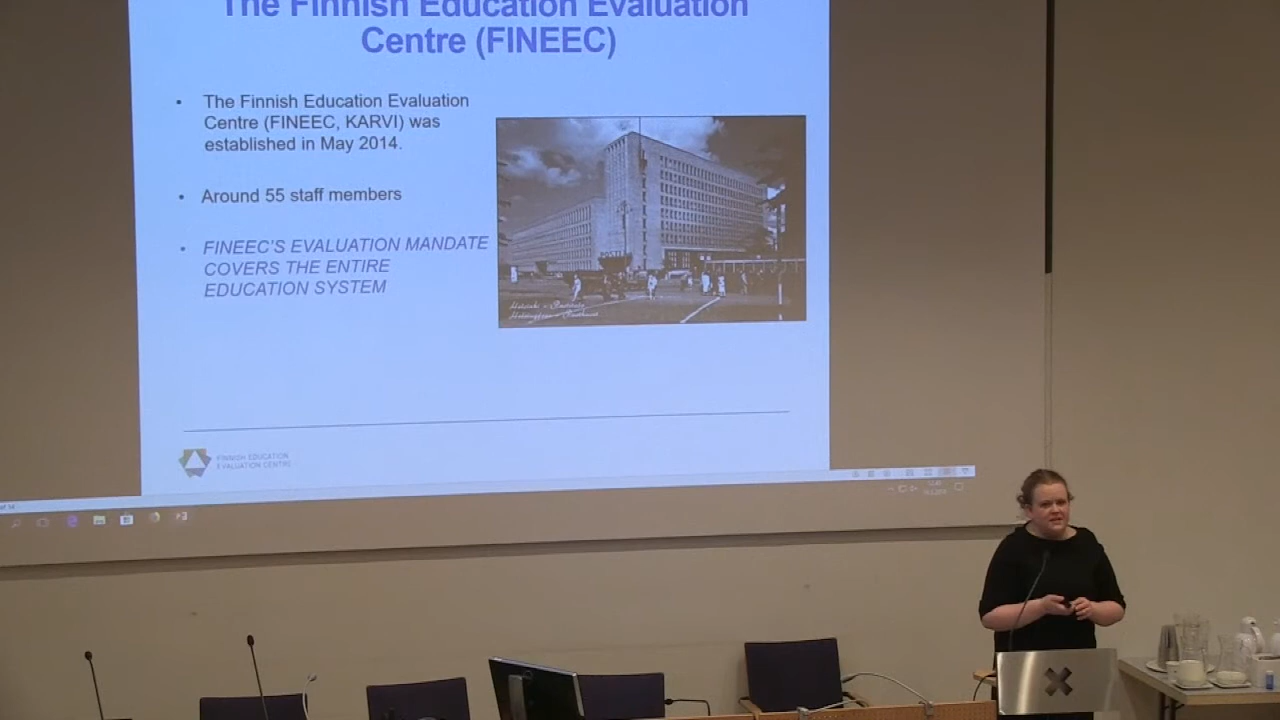 The Finnish Education Evaluation
Centre (FINEEC)
• The Finnish Education Evaluation
Centre (FINEEC, KARVI) was
established in May 2014.
• Around 55 staff members
• FINEEC'S EVALUATION MANDATE
COVERS THE ENTIRE
EDUCATION SYSTEM
FINNISH EDUCATION
EVALUATION CENTRE